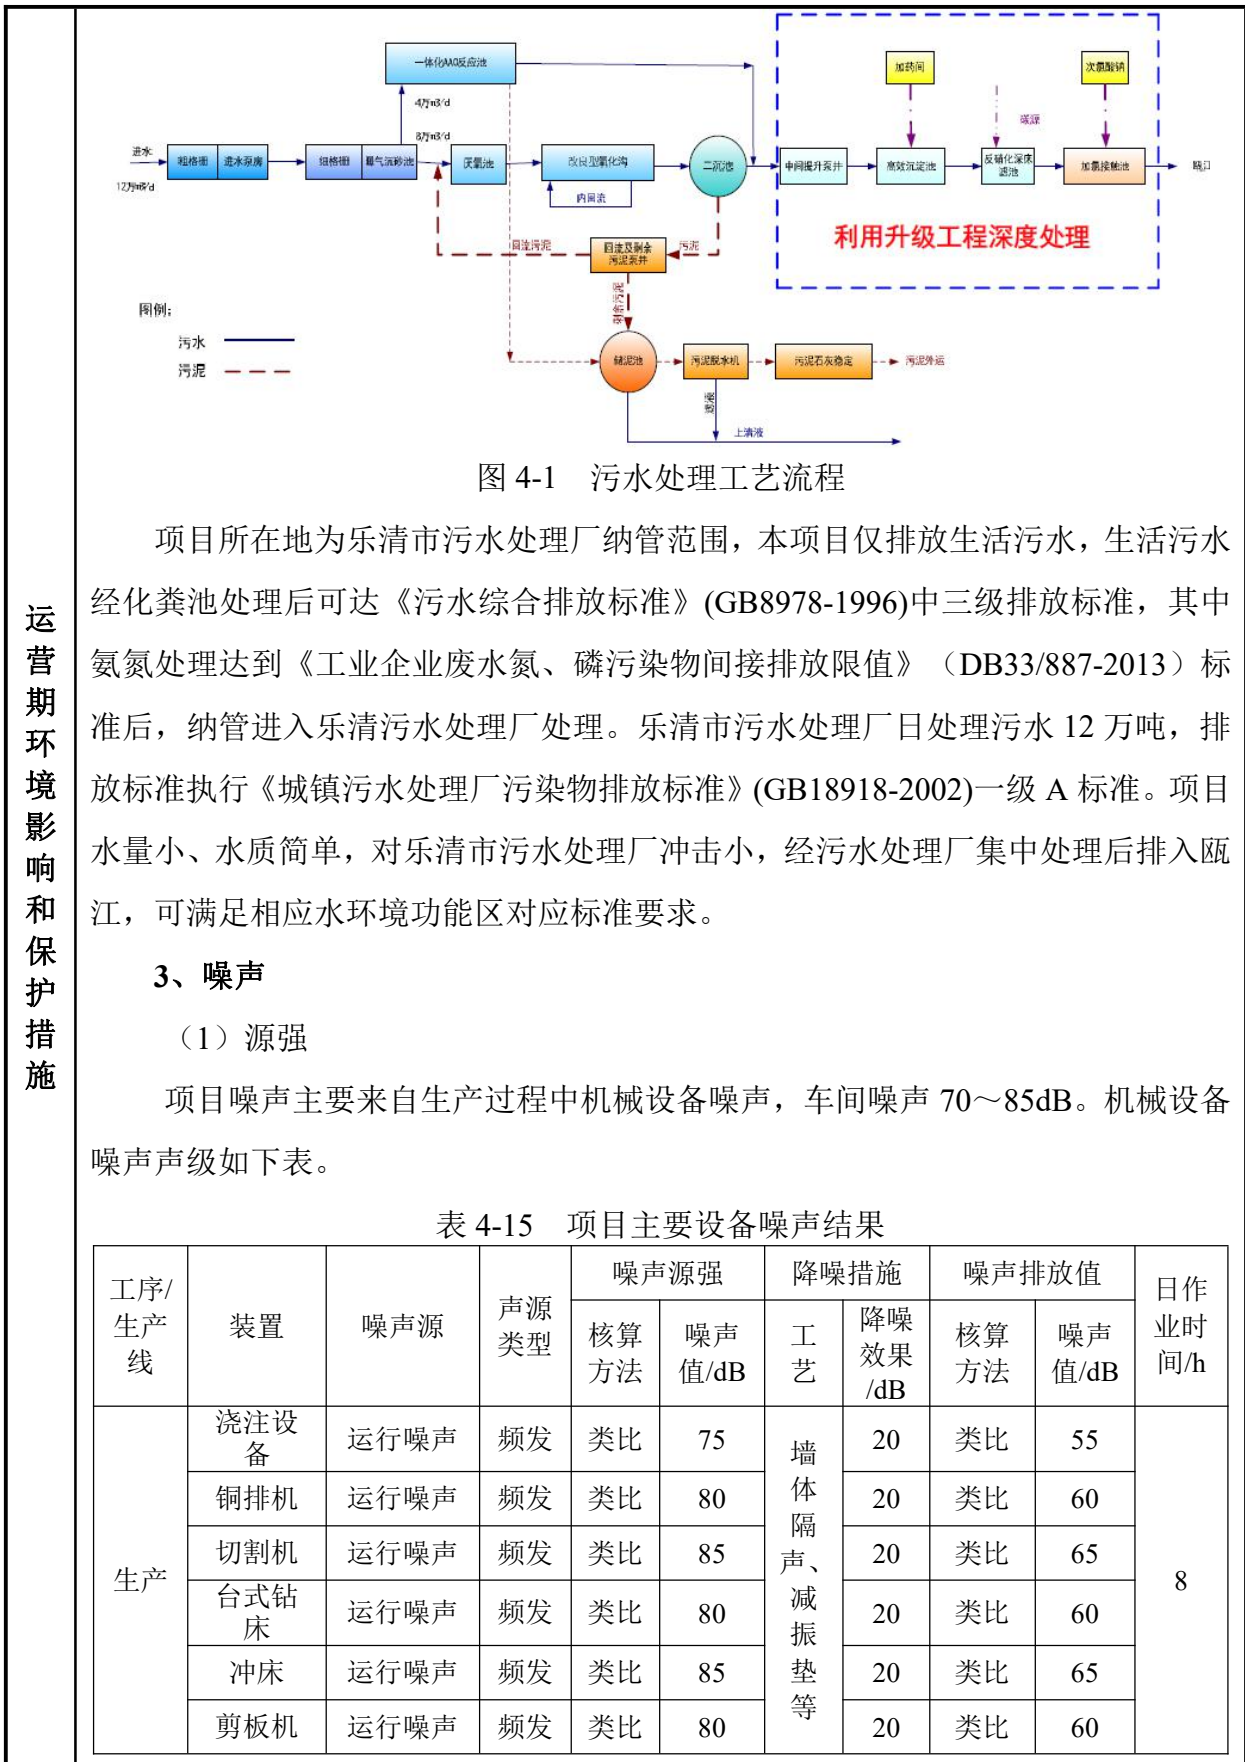 运营期环境影响和保护措施
一体化AAO反应池
加药间
次氯酸钠
4万m3/d
碳源
8万m3/d
进水
12万m3/d
粗格栅
进水泵房
细格栅
曝气沉砂池
厌氧池
改良型氧化沟
二沉池
中间提升泵井
高效沉淀池
反硝化深床滤池
加氯接触池
瓯江
内回流
利用升级工程深度处理
回流污泥
回流及剩余污泥泵井
污泥
剩余污泥
图例：
污水
污泥
储泥池
污泥脱水机
污泥石灰稳定
污泥外运
滤液
上清液
图 4-1 污水处理工艺流程
项目所在地为乐清市污水处理厂纳管范围，本项目仅排放生活污水，生活污水
经化粪池处理后可达《污水综合排放标准》(GB8978-1996)中三级排放标准，其中
氨氮处理达到《工业企业废水氮、磷污染物间接排放限值》（DB33/887-2013）标
准后，纳管进入乐清污水处理厂处理。乐清市污水处理厂日处理污水 12 万吨，排
放标准执行《城镇污水处理厂污染物排放标准》(GB18918-2002)一级 A 标准。项目
水量小、水质简单，对乐清市污水处理厂冲击小，经污水处理厂集中处理后排入瓯
江，可满足相应水环境功能区对应标准要求。
3、噪声
（1）源强
项目噪声主要来自生产过程中机械设备噪声，车间噪声 70～85dB。机械设备
噪声声级如下表。
表 4-15 项目主要设备噪声结果
工序/生产线 装置 噪声源 声源类型 噪声源强 降噪措施 噪声排放值 日作业时间/h
核算方法 噪声值/dB 工艺 降噪效果/dB 核算方法 噪声值/dB
生产 浇注设备 运行噪声 频发 类比 75 墙体隔声、减振垫等 20 类比 55 8
铜排机 运行噪声 频发 类比 80 20 类比 60
切割机 运行噪声 频发 类比 85 20 类比 65
台式钻床 运行噪声 频发 类比 80 20 类比 60
冲床 运行噪声 频发 类比 85 20 类比 65
剪板机 运行噪声 频发 类比 80 20 类比 60